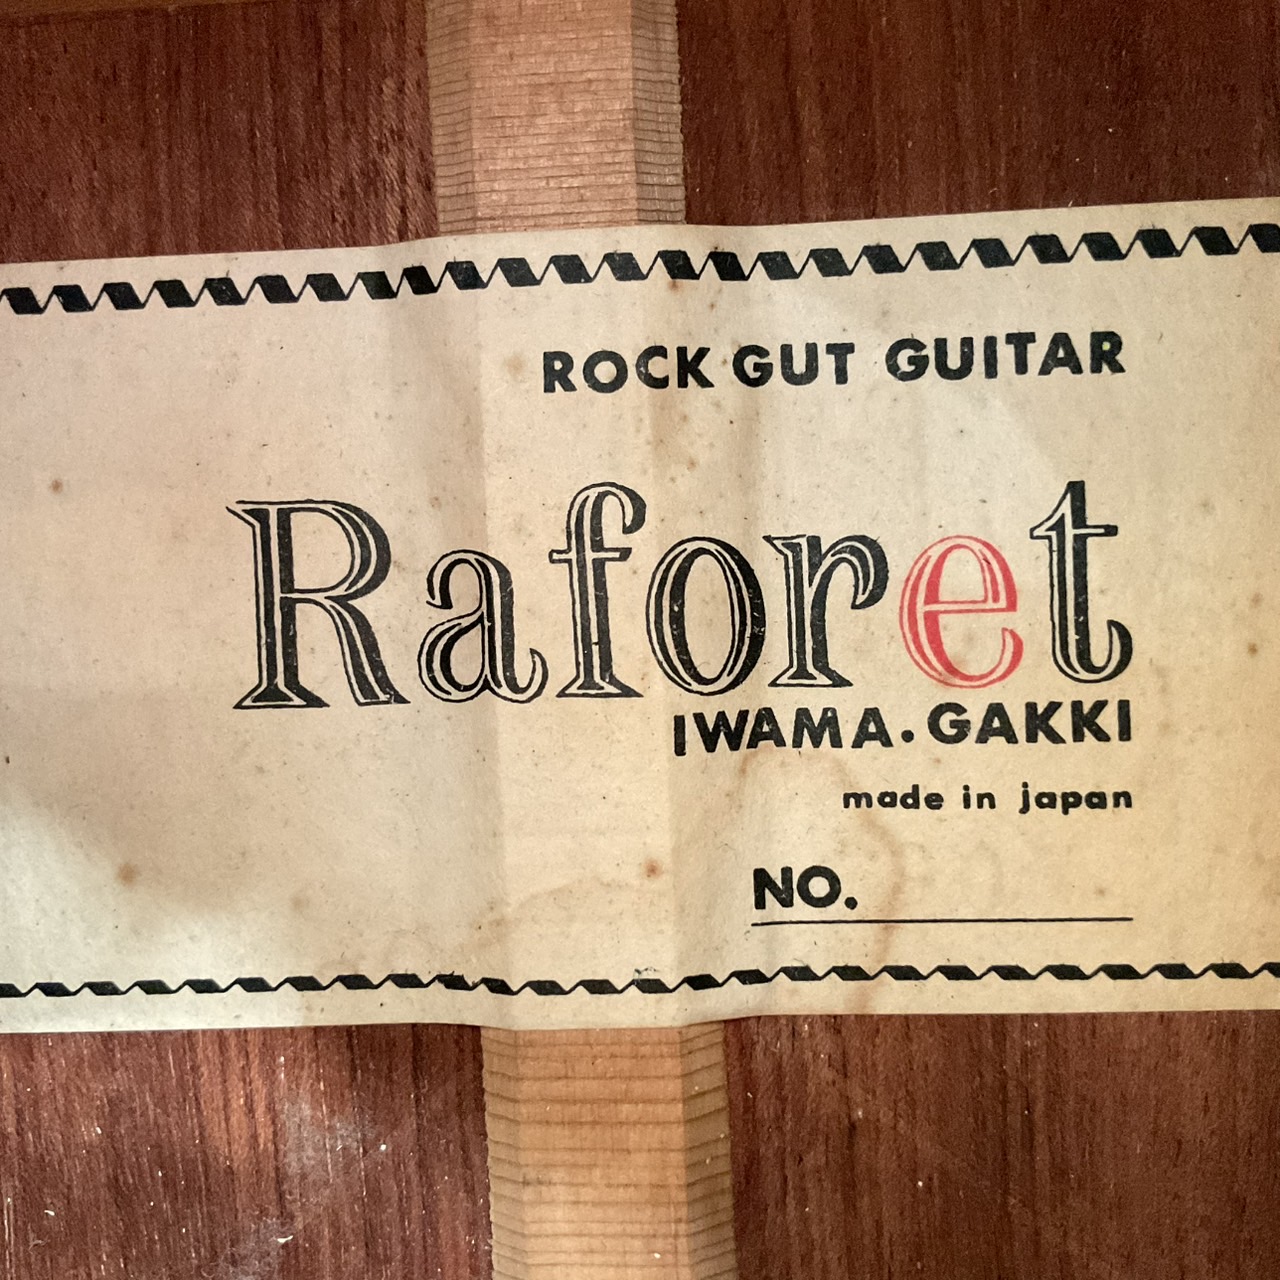 ROCK GUT GUITAR
Raforet
IWAMA.GAKKI
made in japan
NO.